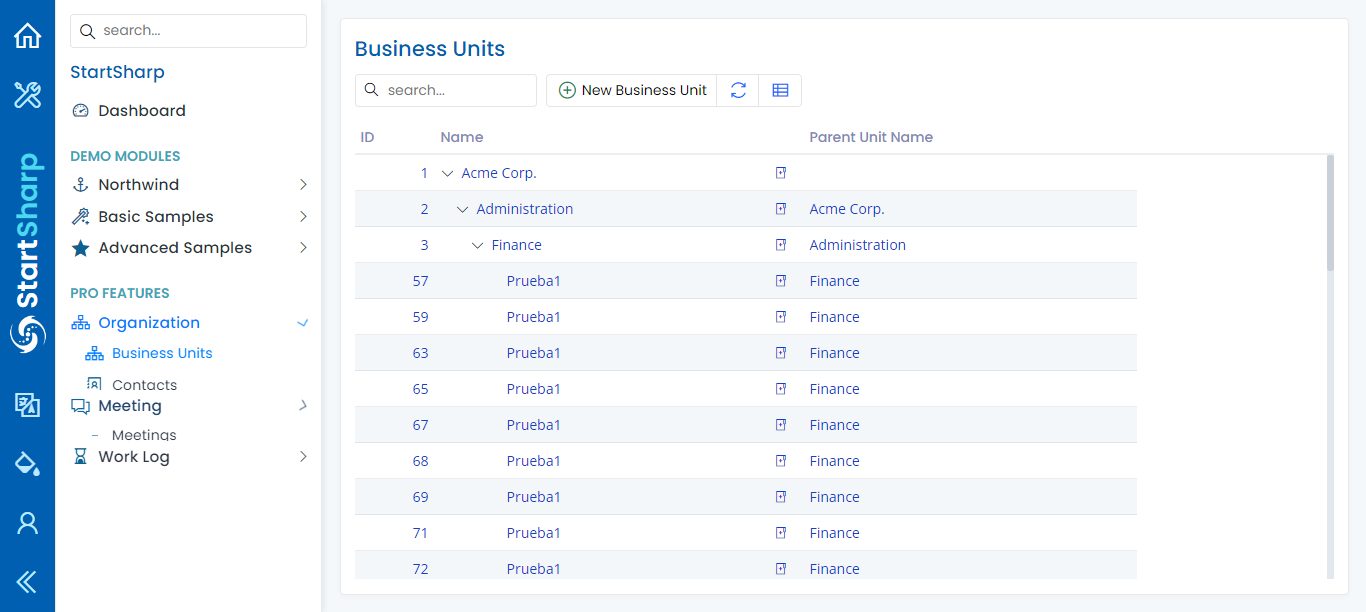 StartSharp
search...
StartSharp
Dashboard
DEMO MODULES
Northwind
Basic Samples
Advanced Samples
PRO FEATURES
Organization
Business Units
Contacts
Meeting
Meetings
Work Log
Business Units
search... New Business Unit
ID Name Parent Unit Name
1 Acme Corp.
2 Administration Acme Corp.
3 Finance Administration
57 Prueba1 Finance
59 Prueba1 Finance
63 Prueba1 Finance
65 Prueba1 Finance
67 Prueba1 Finance
68 Prueba1 Finance
69 Prueba1 Finance
71 Prueba1 Finance
72 Prueba1 Finance